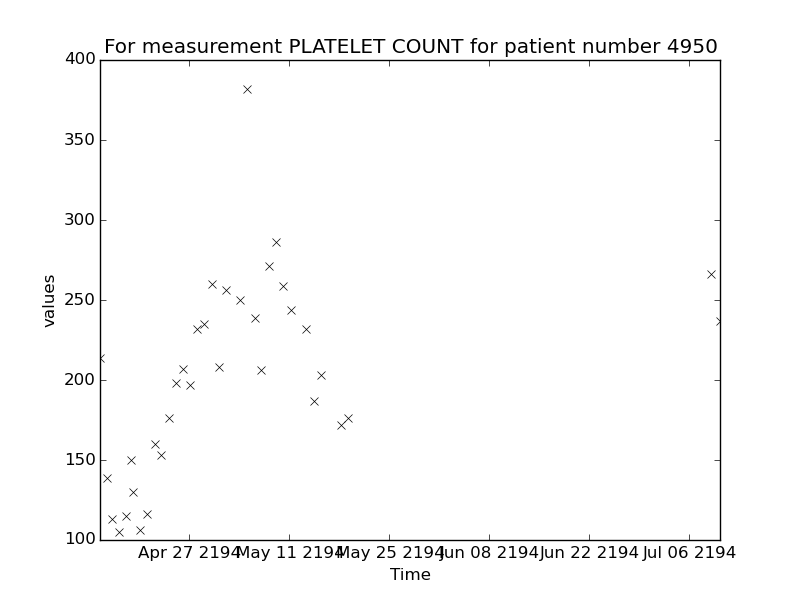 For measurement PLATELET COUNT for patient number 4950
400
350
300
250
200
150
100
values
Apr 27 2194 May 11 2194 May 25 2194 Jun 08 2194 Jun 22 2194 Jul 06 2194
Time